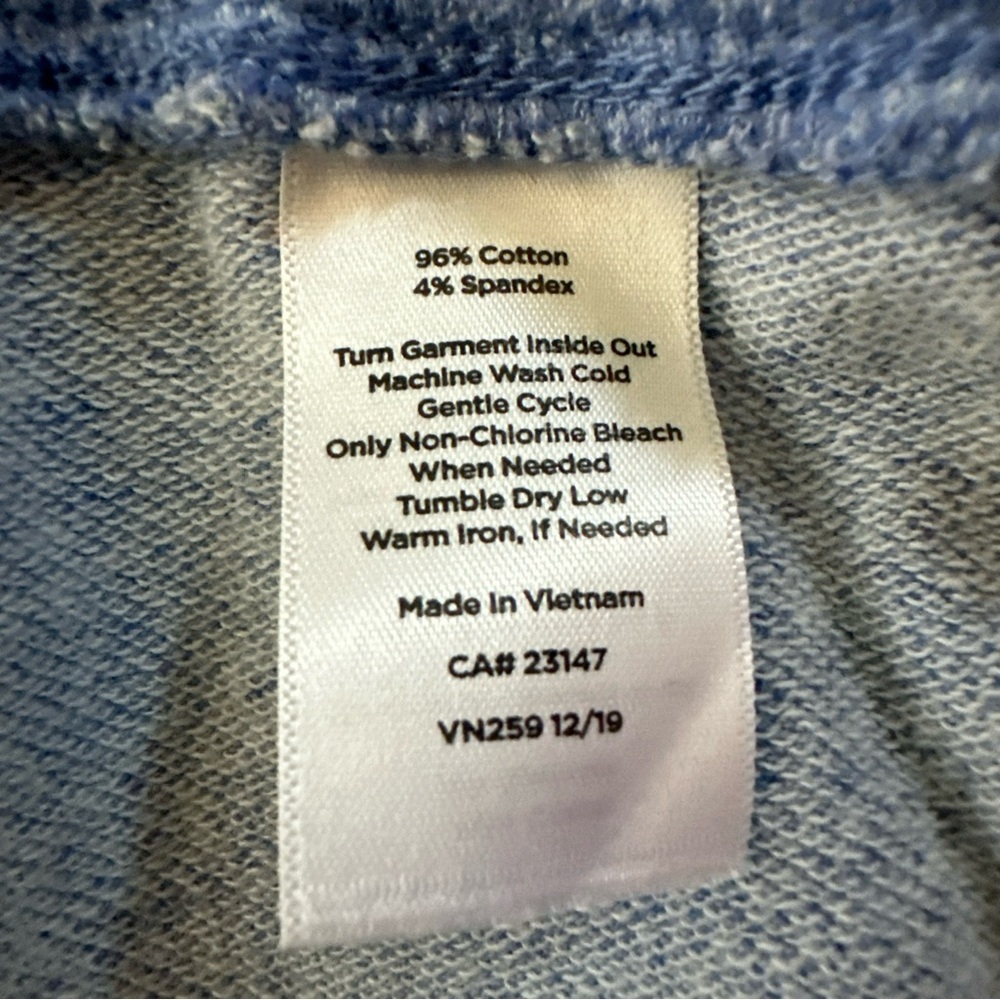 96% Cotton
4% Spandex
Turn Garment Inside Out
Machine Wash Cold
Gentle Cycle
Only Non-Chlorine Bleach
When Needed
Tumble Dry Low
Warm Iron, If Needed
Made In Vietnam
CA# 23147
VN259 12/19